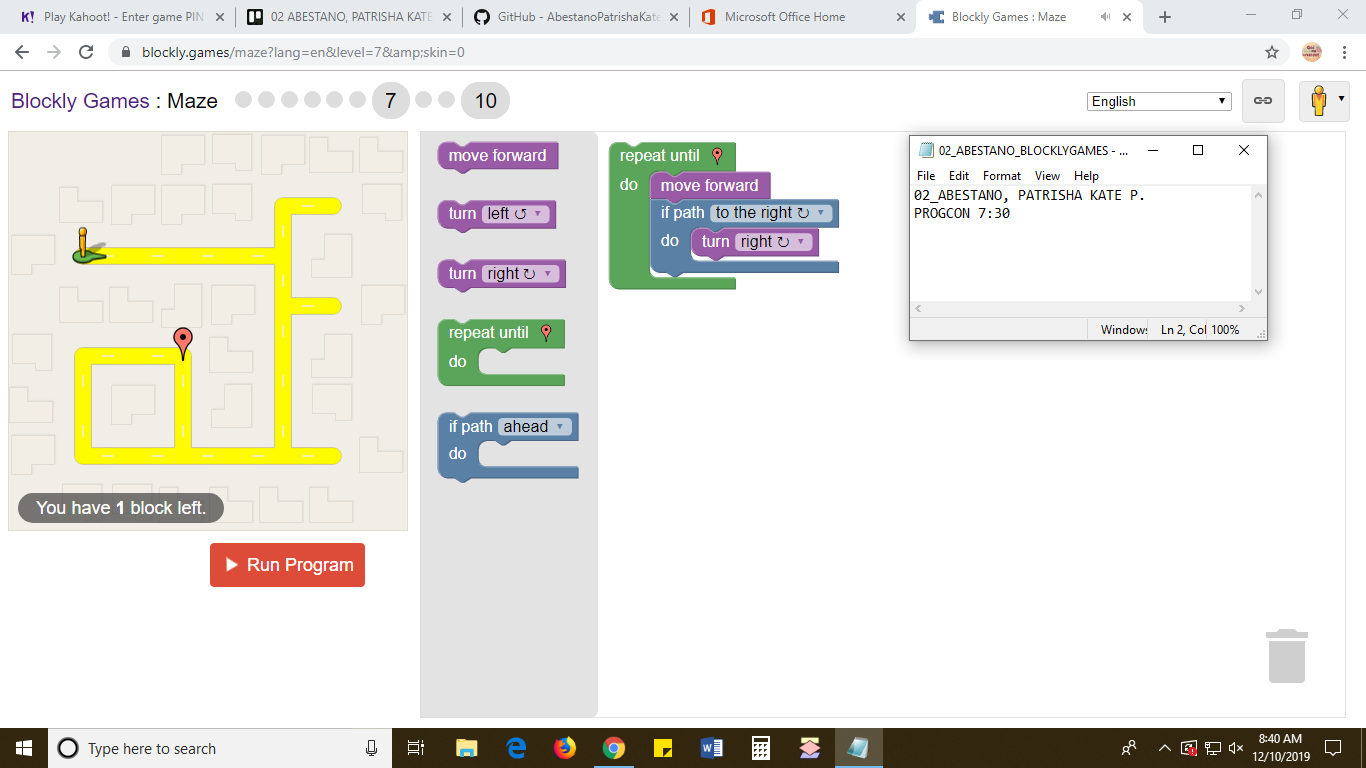 Play Kahoot! - Enter game PIN
02 ABESTANO, PATRISHA KATE
GitHub - AbestanoPatrishaKate
Microsoft Office Home
Blockly Games : Maze
blockly.games/maze?lang=en&level=7&amp;skin=0
Blockly Games : Maze
7
10
English
You have 1 block left.
Run Program
move forward
turn left ↺
turn right ↻
repeat until
do
if path ahead
do
repeat until
do
move forward
if path to the right ↻
do
turn right ↻
02_ABESTANO_BLOCKLYGAMES - ...
File Edit Format View Help
02_ABESTANO, PATRISHA KATE P.
PROGCON 7:30
Window Ln 2, Col 100%
Type here to search
8:40 AM
12/10/2019